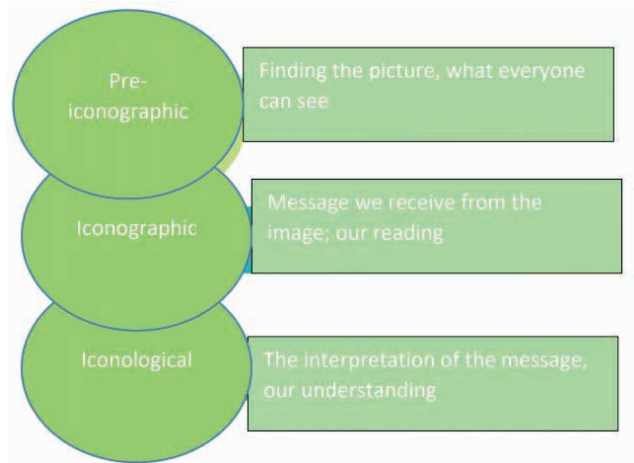 Pre-
iconographic
Finding the picture, what everyone
can see
Iconographic
Message we receive from the
image; our reading
Iconological
The interpretation of the message,
our understanding